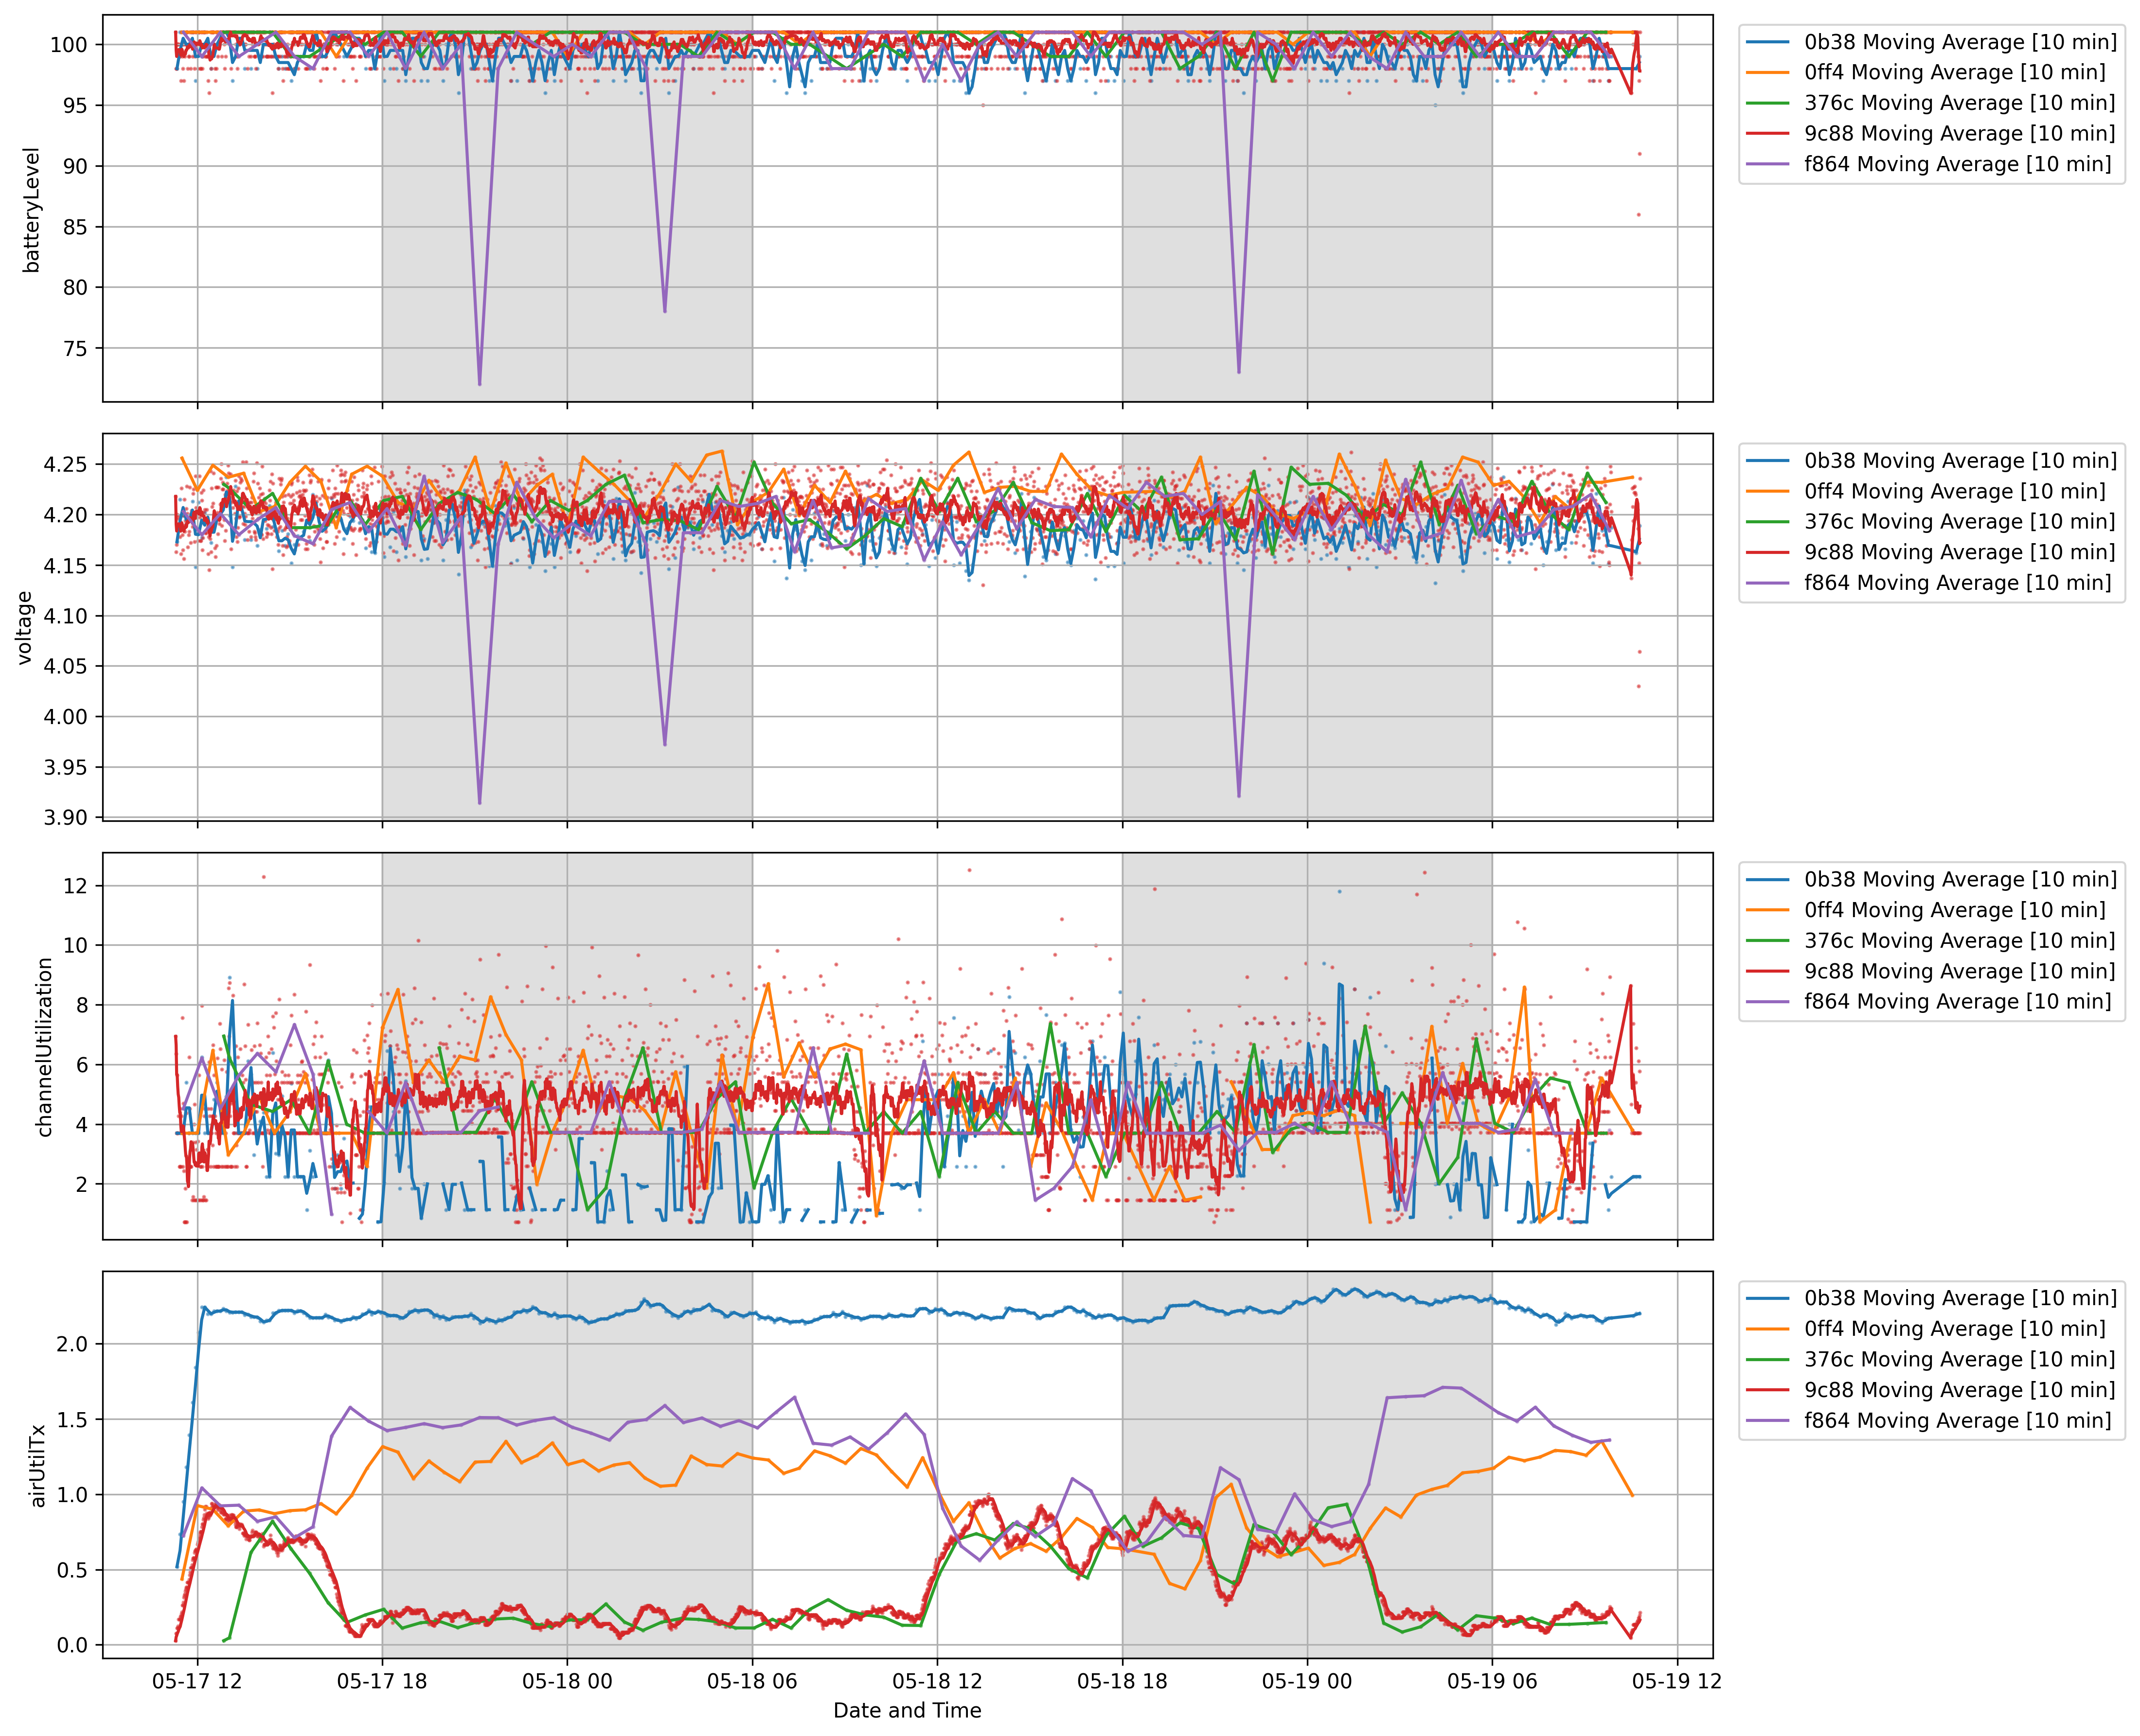 100
95
90
85
80
75
batteryLevel
0b38 Moving Average [10 min]
0ff4 Moving Average [10 min]
376c Moving Average [10 min]
9c88 Moving Average [10 min]
f864 Moving Average [10 min]
4.25
4.20
4.15
4.10
4.05
4.00
3.95
3.90
voltage
0b38 Moving Average [10 min]
0ff4 Moving Average [10 min]
376c Moving Average [10 min]
9c88 Moving Average [10 min]
f864 Moving Average [10 min]
12
10
8
6
4
2
channelUtilization
0b38 Moving Average [10 min]
0ff4 Moving Average [10 min]
376c Moving Average [10 min]
9c88 Moving Average [10 min]
f864 Moving Average [10 min]
2.0
1.5
1.0
0.5
0.0
airUtilTx
0b38 Moving Average [10 min]
0ff4 Moving Average [10 min]
376c Moving Average [10 min]
9c88 Moving Average [10 min]
f864 Moving Average [10 min]
05-17 12 05-17 18 05-18 00 05-18 06 05-18 12 05-18 18 05-19 00 05-19 06 05-19 12
Date and Time